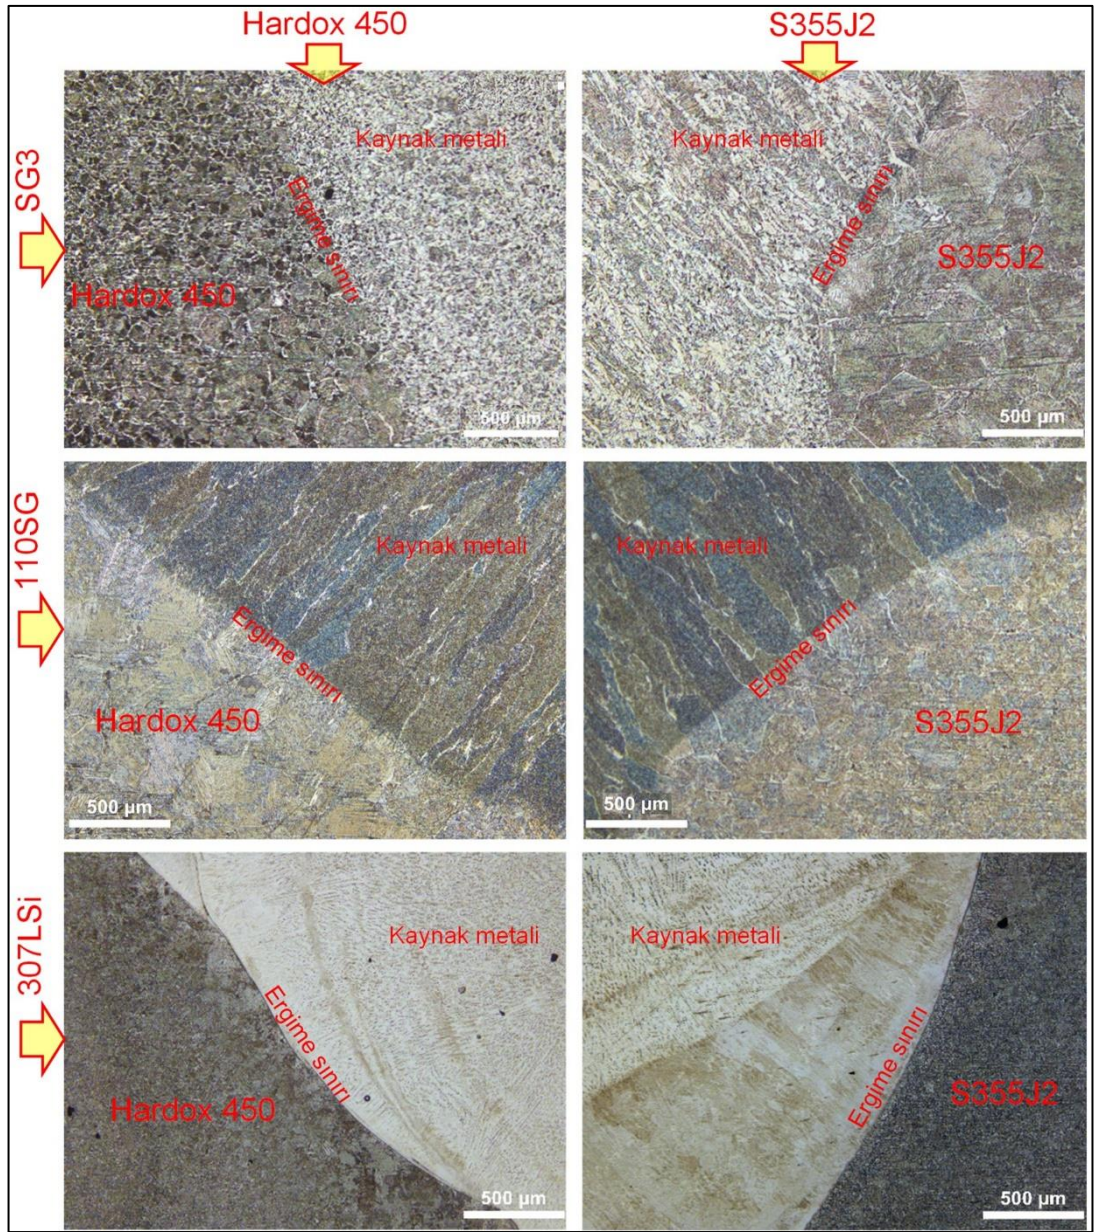 Hardox 450
S355J2
SG3
Kaynak metali
Ergime sınırı
Hardox 450
500 µm
Kaynak metali
Ergime sınırı
S355J2
500 µm
110SG
Kaynak metali
Ergime sınırı
Hardox 450
500 µm
Kaynak metali
Ergime sınırı
S355J2
500 µm
307LSi
Kaynak metali
Ergime sınırı
Hardox 450
500 µm
Kaynak metali
Ergime sınırı
S355J2
500 µm